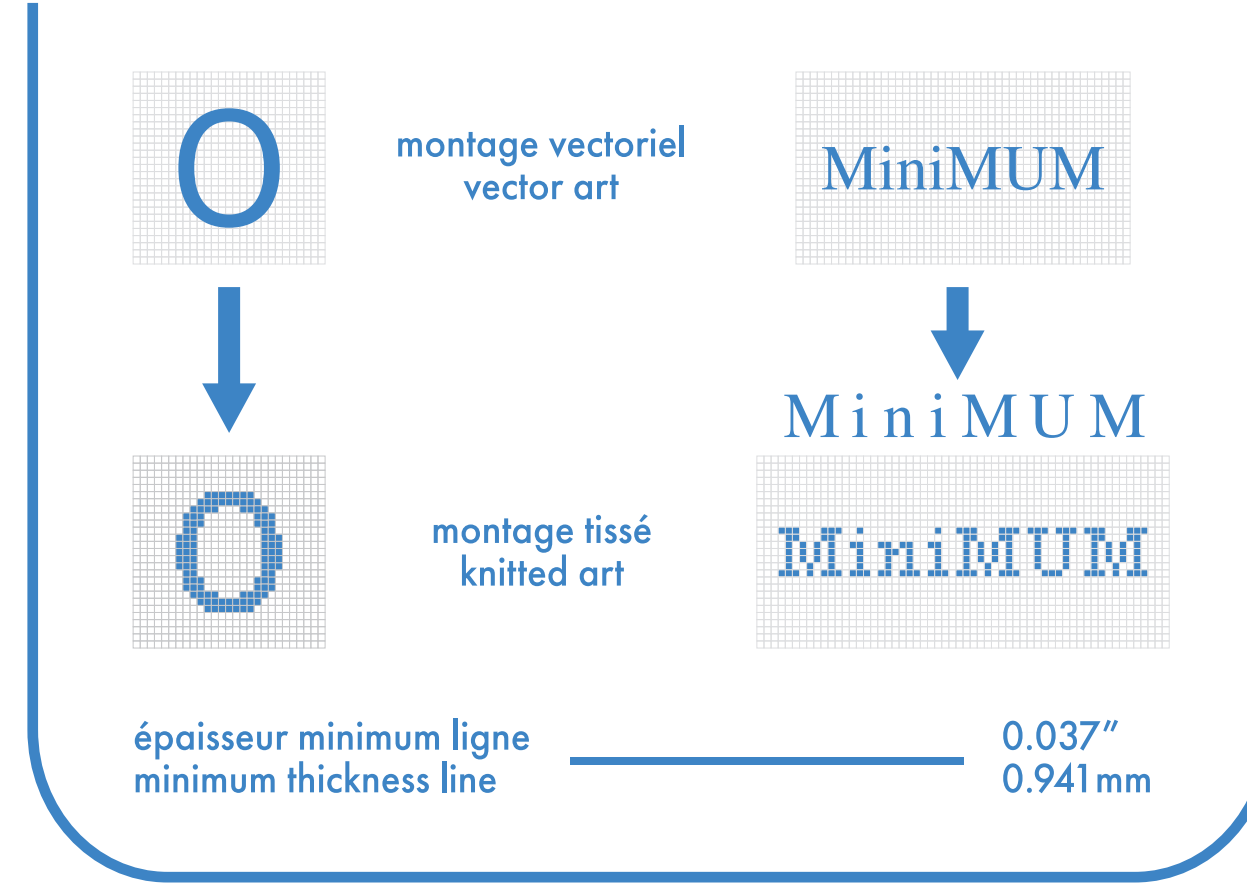 O
montage vectoriel
vector art
MiniMUM
MiniMUM
O
montage tissé
knitted art
MiniMUM
épaisseur minimum ligne
minimum thickness line
0.037"
0.941mm